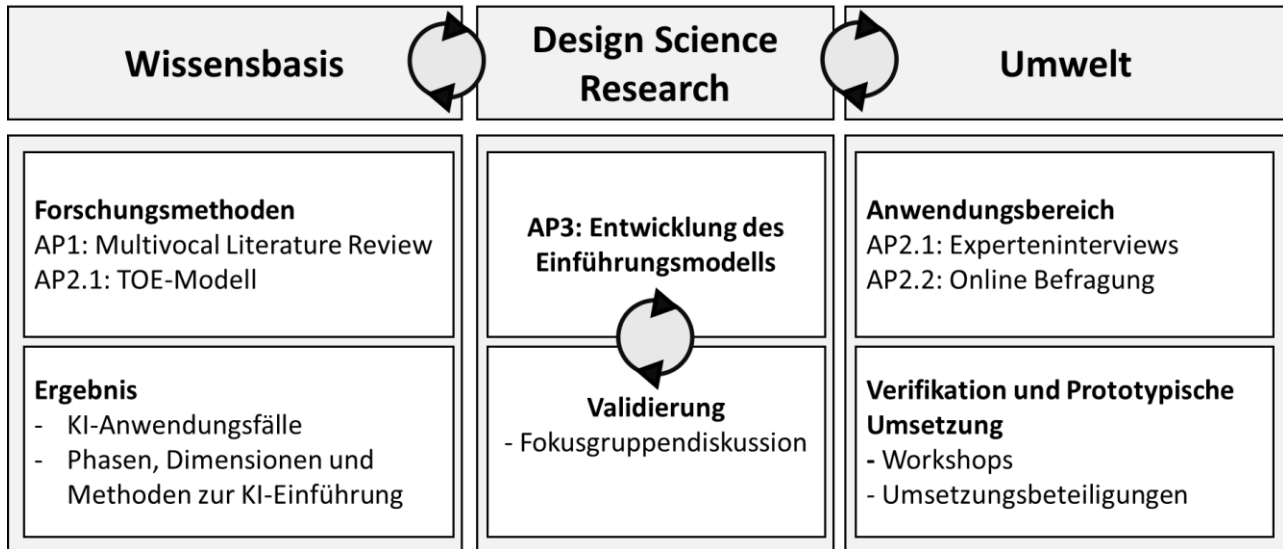 Wissensbasis
Design Science
Research
Umwelt
Forschungsmethoden
AP1: Multivocal Literature Review
AP2.1: TOE-Modell
Ergebnis
- KI-Anwendungsfälle
- Phasen, Dimensionen und
Methoden zur KI-Einführung
AP3: Entwicklung des
Einführungsmodells
Validierung
- Fokusgruppendiskussion
Anwendungsbereich
AP2.1: Experteninterviews
AP2.2: Online Befragung
Verifikation und Prototypische
Umsetzung
- Workshops
- Umsetzungsbeteiligungen